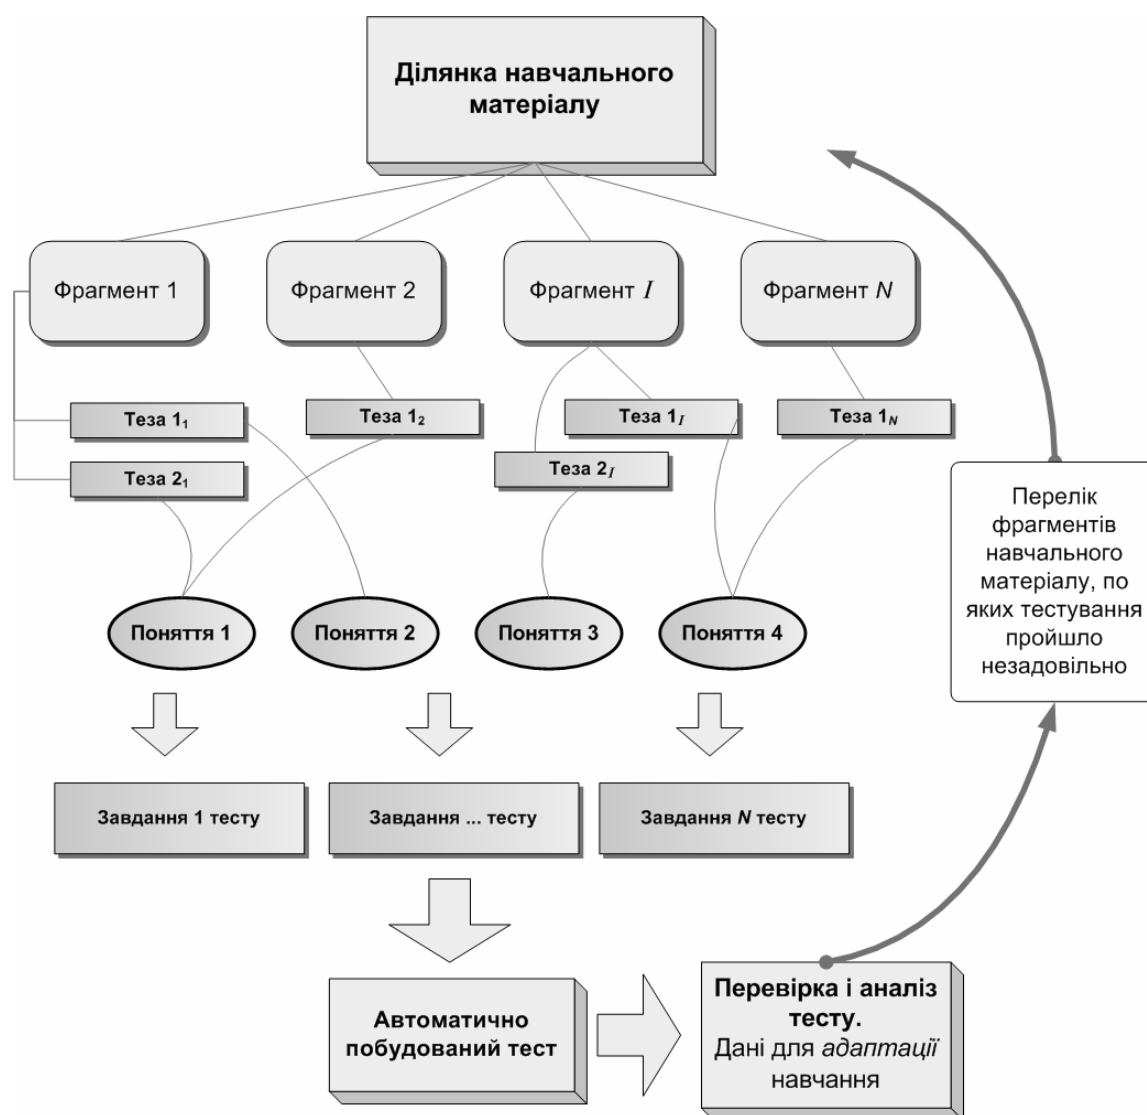 Ділянка навчального
матеріалу
Фрагмент 1
Фрагмент 2
Фрагмент I
Фрагмент N
Теза 1₁
Теза 1₂
Теза 1I
Теза 1N
Теза 2₁
Теза 2I
Перелік
фрагментів
навчального
матеріалу, по
яких тестування
пройшло
незадовільно
Поняття 1
Поняття 2
Поняття 3
Поняття 4
Завдання 1 тесту
Завдання ... тесту
Завдання N тесту
Автоматично
побудований тест
Перевірка і аналіз
тесту.
Дані для адаптації
навчання